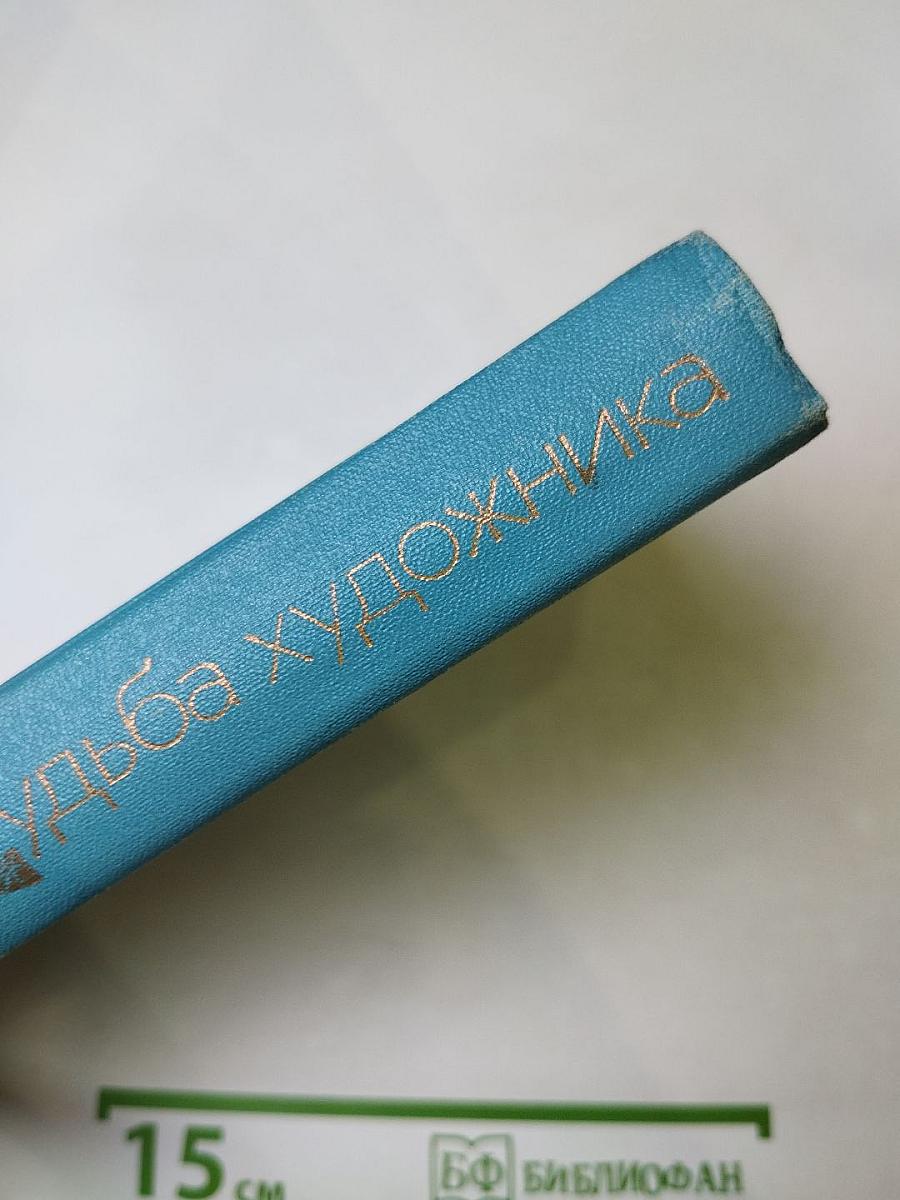 удьба художника
15 см
БФ БИБЛИОФАН